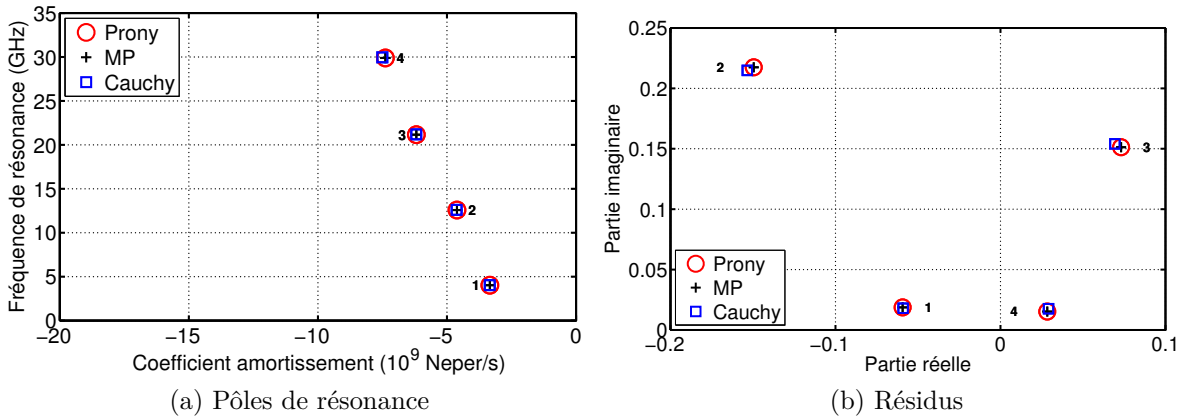 Fréquence de résonance (GHz)
35
30
25
20
15
10
5
0
Prony
MP
Cauchy
4
3
2
1
−20 −15 −10 −5 0
Coefficient amortissement (10⁹ Neper/s)
(a) Pôles de résonance
Partie imaginaire
0.25
0.2
0.15
0.1
0.05
0
2
3
1
4
Prony
MP
Cauchy
−0.2 −0.1 0 0.1
Partie réelle
(b) Résidus